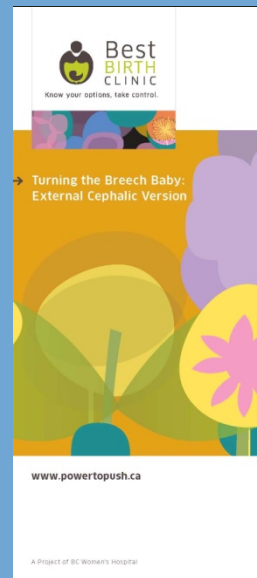 Best
BIRTH
CLINIC
Know your options, take control.
Turning the Breech Baby:
External Cephalic Version
www.powertopush.ca
A Project of BC Women's Hospital